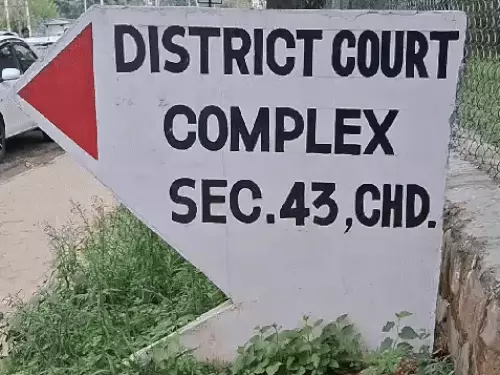 DISTRICT COURT
COMPLEX
SEC.43,CHD.